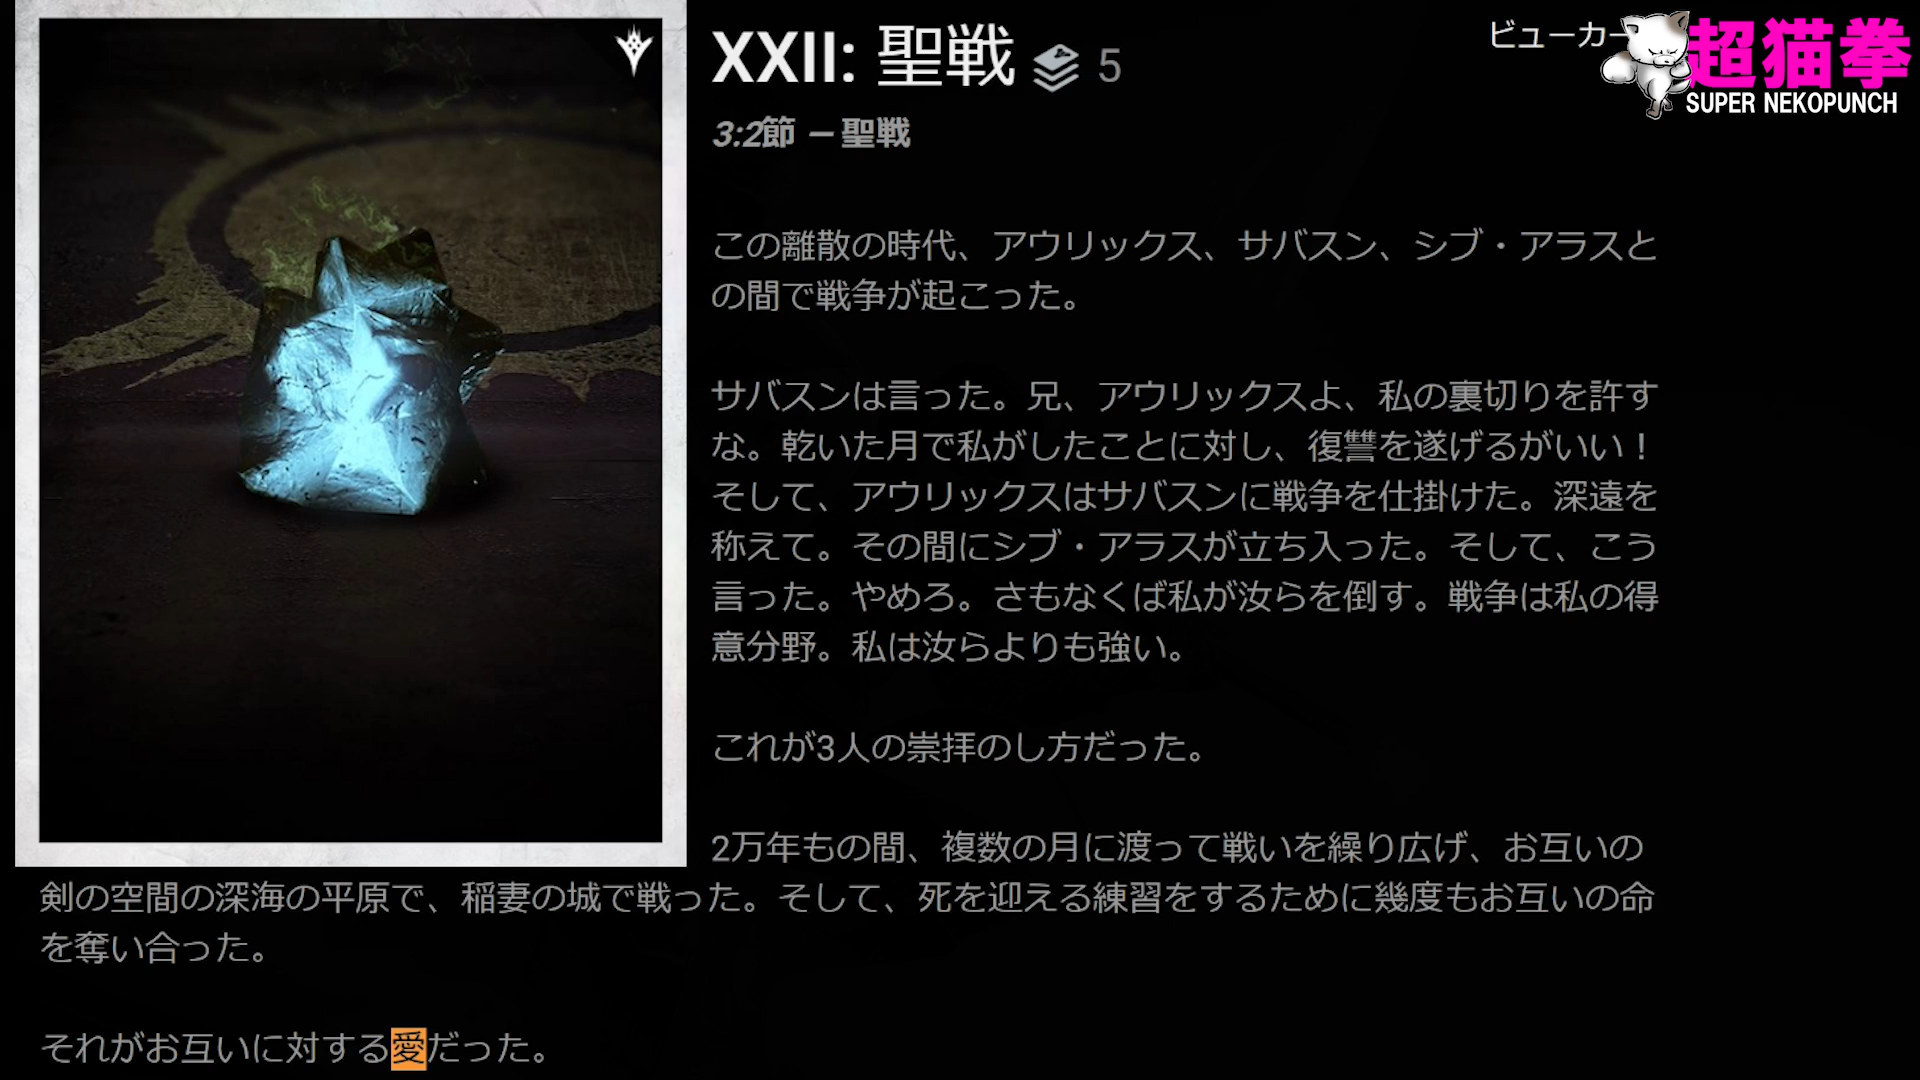 XXII: 聖戦 5
ビューカー
超猫拳
SUPER NEKOPUNCH
3:2節 — 聖戦
この離散の時代、アウリックス、サバスン、シブ・アラスと
の間で戦争が起こった。
サバスンは言った。兄、アウリックスよ、私の裏切りを許す
な。乾いた月で私がしたことに対し、復讐を遂げるがいい！
そして、アウリックスはサバスンに戦争を仕掛けた。深遠を
称えて。その間にシブ・アラスが立ち入った。そして、こう
言った。やめろ。さもなくば私が汝らを倒す。戦争は私の得
意分野。私は汝らよりも強い。
これが3人の崇拝のし方だった。
2万年もの間、複数の月に渡って戦いを繰り広げ、お互いの
剣の空間の深海の平原で、稲妻の城で戦った。そして、死を迎える練習をするために幾度もお互いの命
を奪い合った。
それがお互いに対する愛だった。